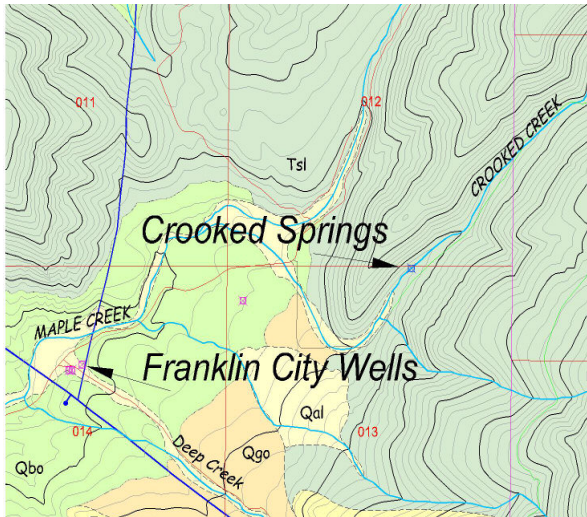 011
012
Tsl
CROOKED CREEK
Crooked Springs
MAPLE CREEK
Franklin City Wells
Qal
014
013
Deep Creek
Qgo
Qbo